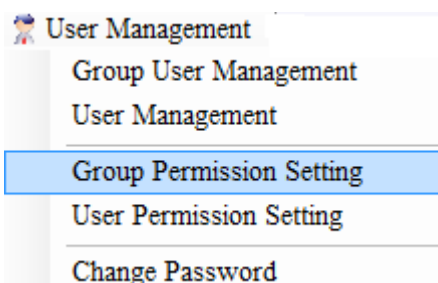 User Management
Group User Management
User Management
Group Permission Setting
User Permission Setting
Change Password